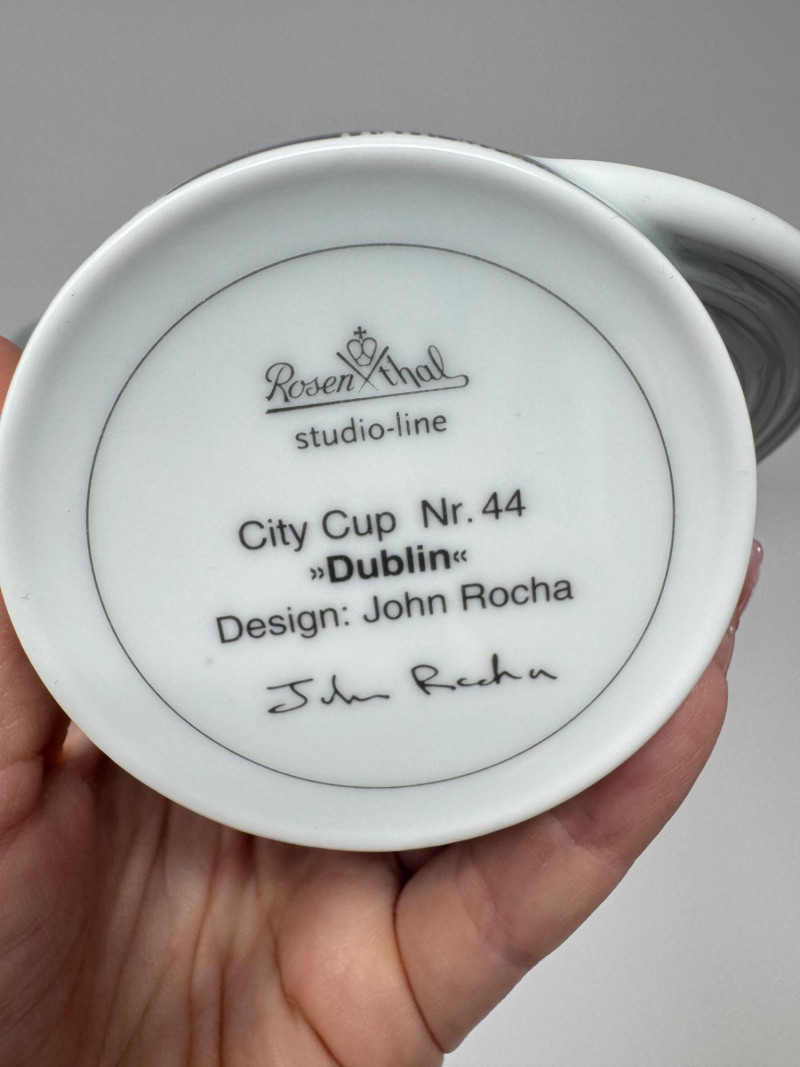 Rosenthal
studio-line
City Cup Nr. 44
»Dublin«
Design: John Rocha
John Rocha